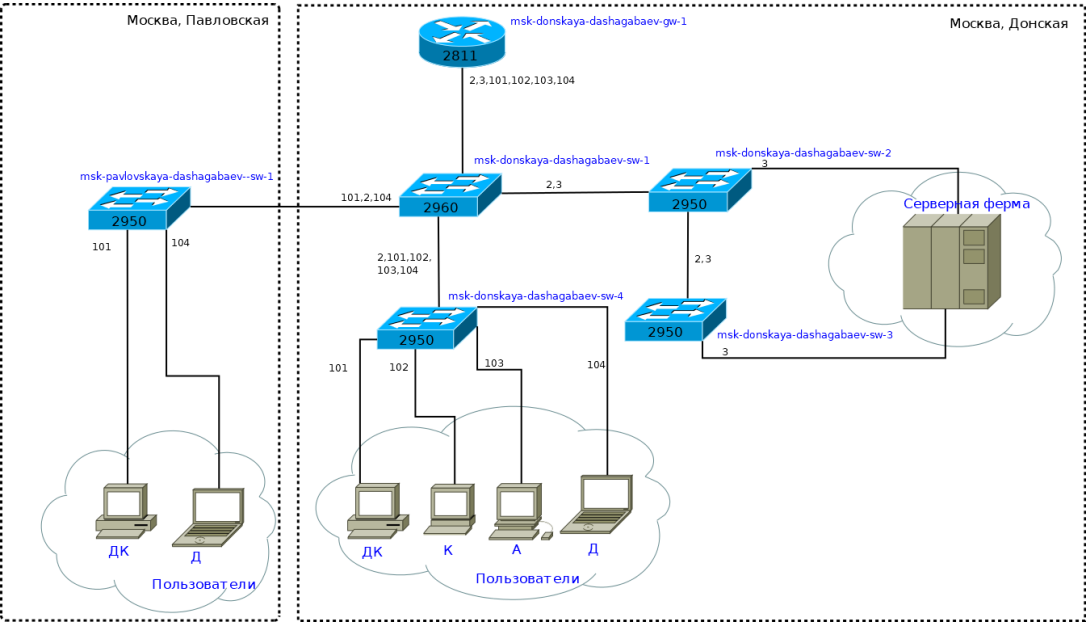 Москва, Павловская
Москва, Донская
msk-donskaya-dashagabaev-gw-1
2811
2,3,101,102,103,104
msk-donskaya-dashagabaev-sw-1
msk-donskaya-dashagabaev-sw-2
3
msk-pavlovskaya-dashagabaev--sw-1
101,2,104
2960
2,3
2950
Серверная ферма
2950
101
104
2,101,102,
103,104
2,3
msk-donskaya-dashagabaev-sw-4
2950
2950
msk-donskaya-dashagabaev-sw-3
3
101
102
103
104
ДК
Д
Пользователи
ДК
К
А
Д
Пользователи